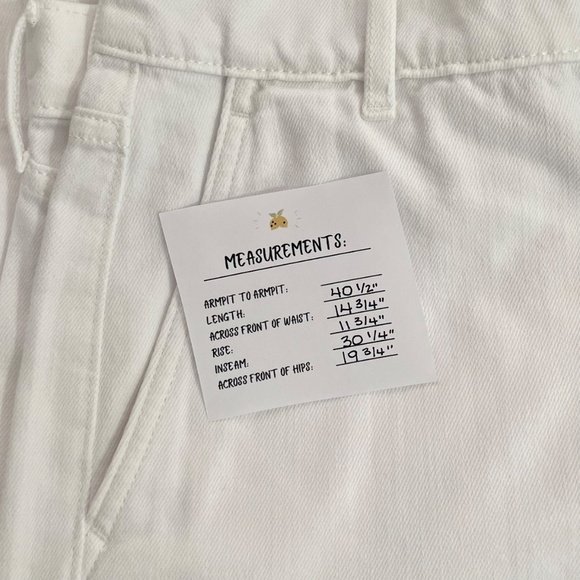 MEASUREMENTS:
ARMPIT TO ARMPIT:
LENGTH: 40 1/2"
ACROSS FRONT OF WAIST: 14 3/4"
RISE: 11 3/4"
INSEAM: 30 1/4"
ACROSS FRONT OF HIPS: 19 3/4"